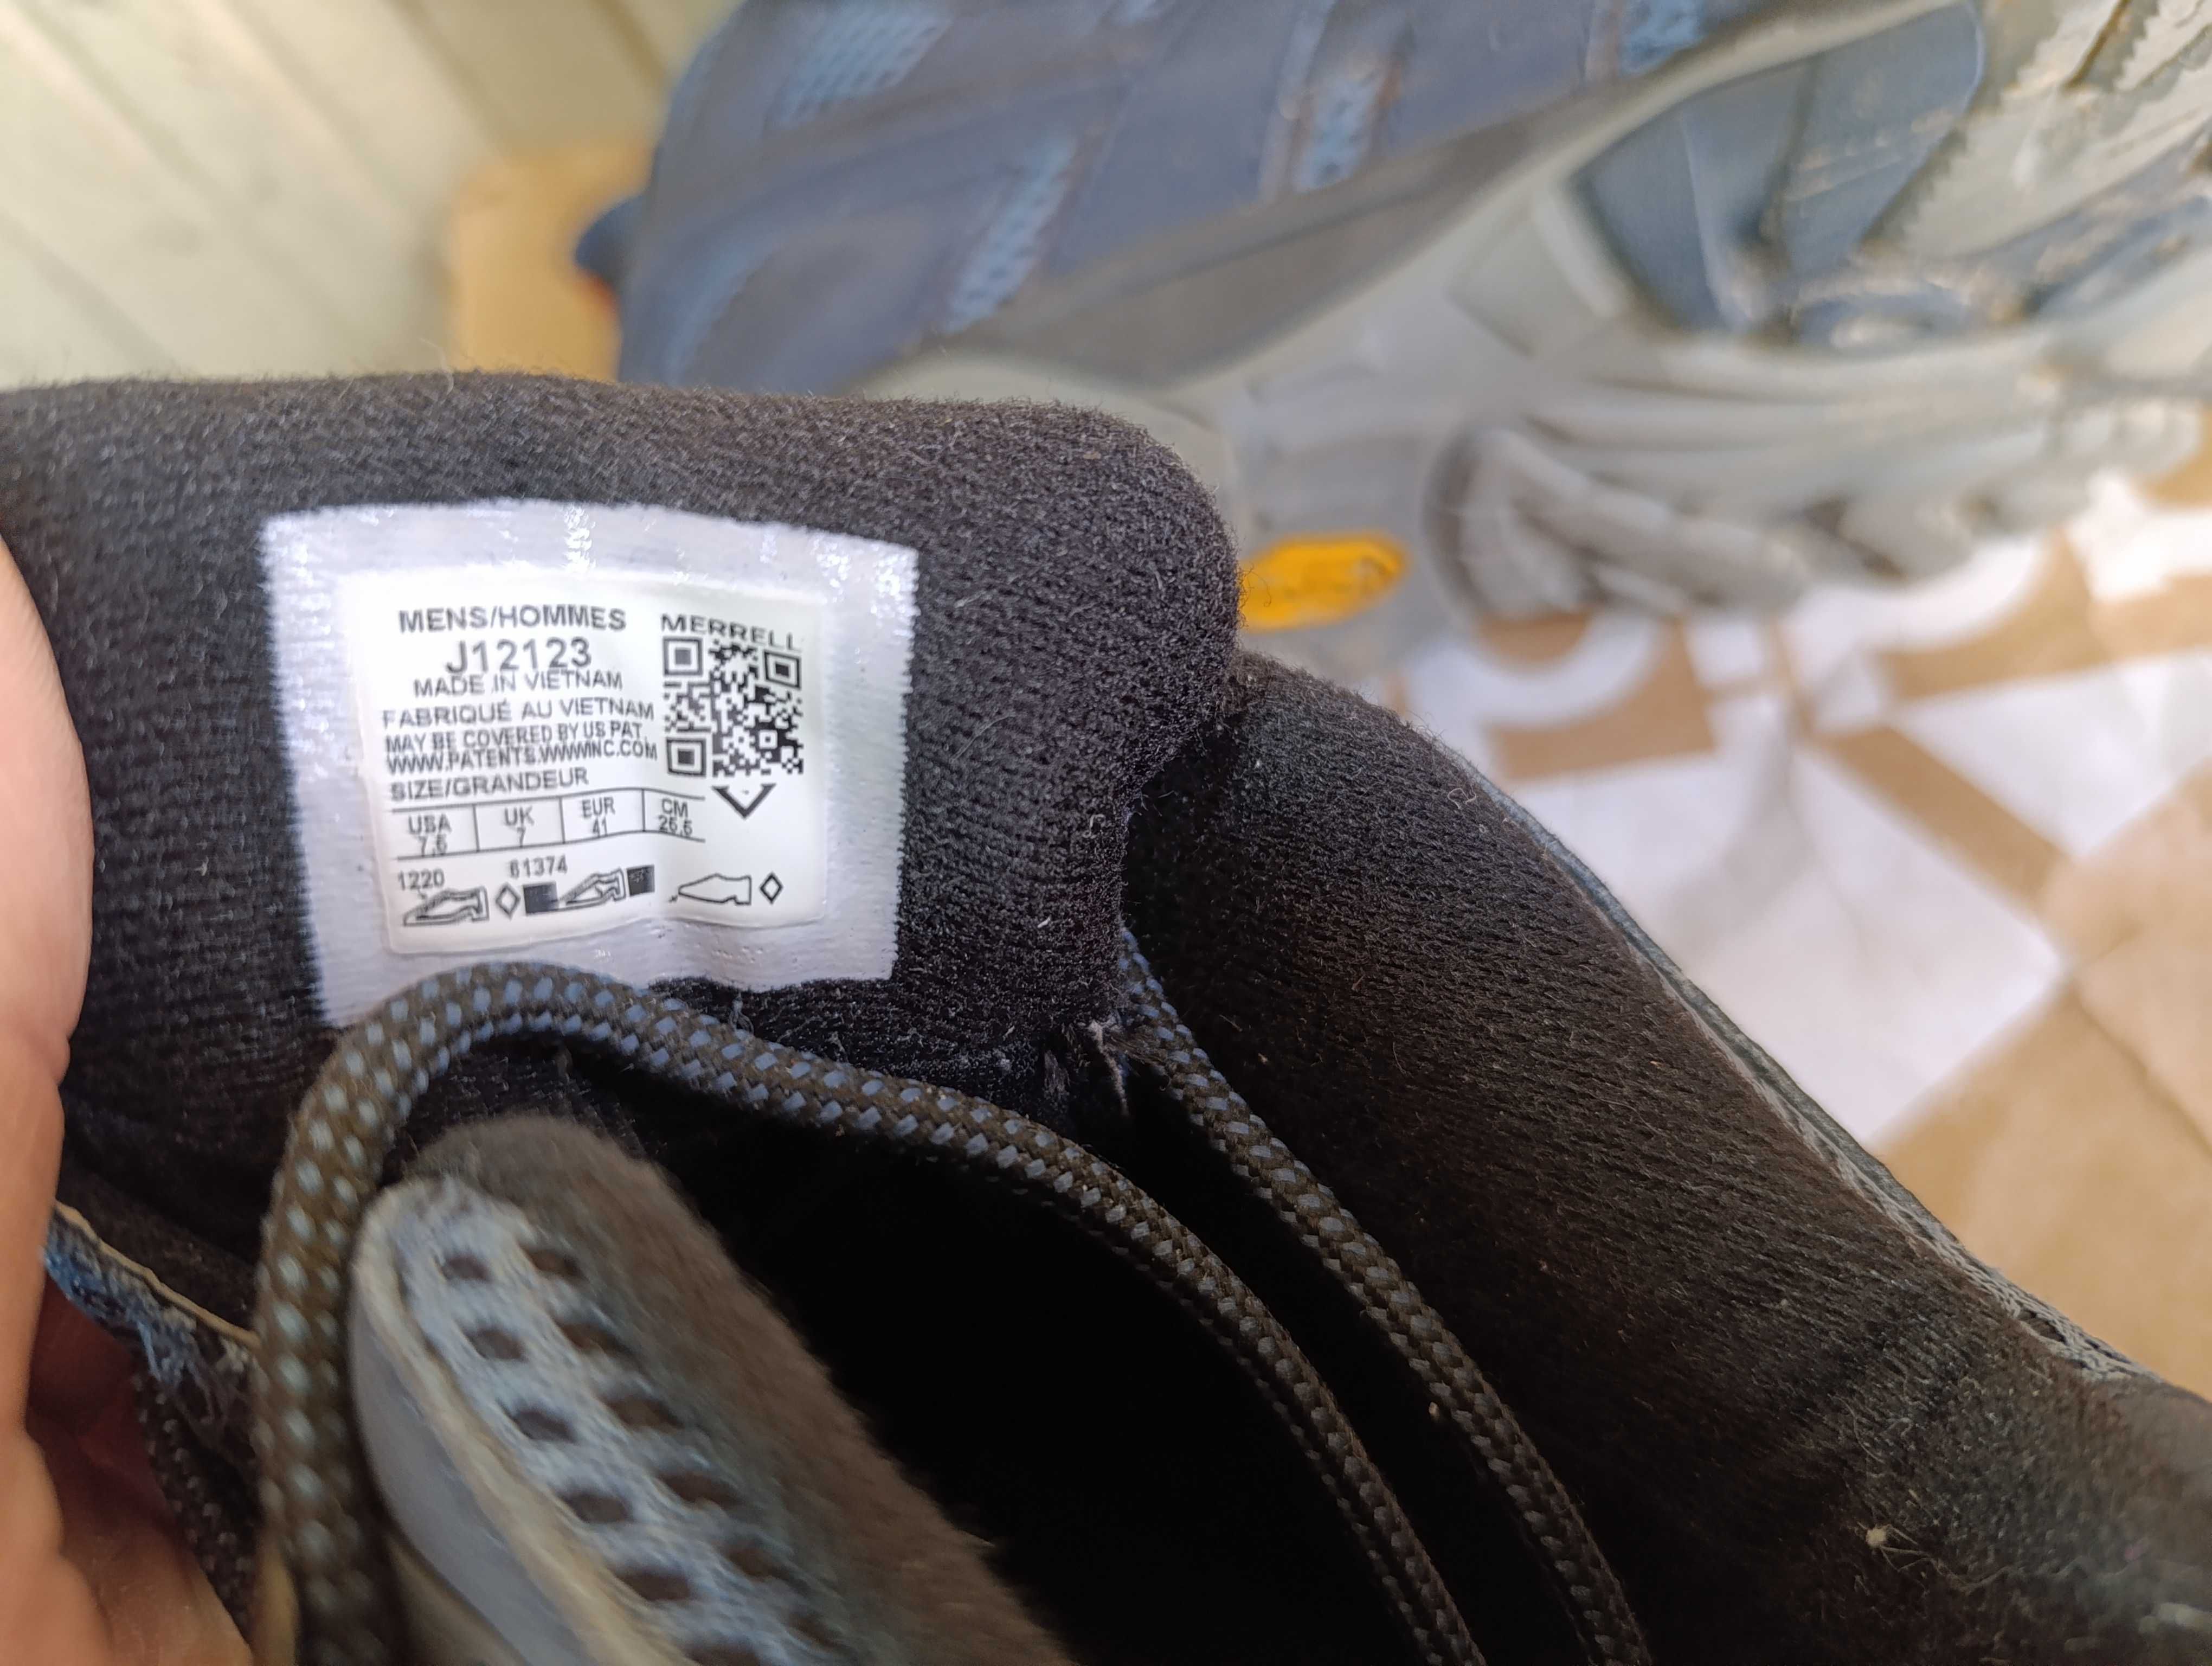 MENS/HOMMES
MERRELL
J12123
MADE IN VIETNAM
FABRIQUÉ AU VIETNAM
MAY BE COVERED BY US PAT.
WWW.PATENTS.WWWINC.COM
SIZE/GRANDEUR
USA UK EUR CM
7.5 7 41 25.5
1220 61374